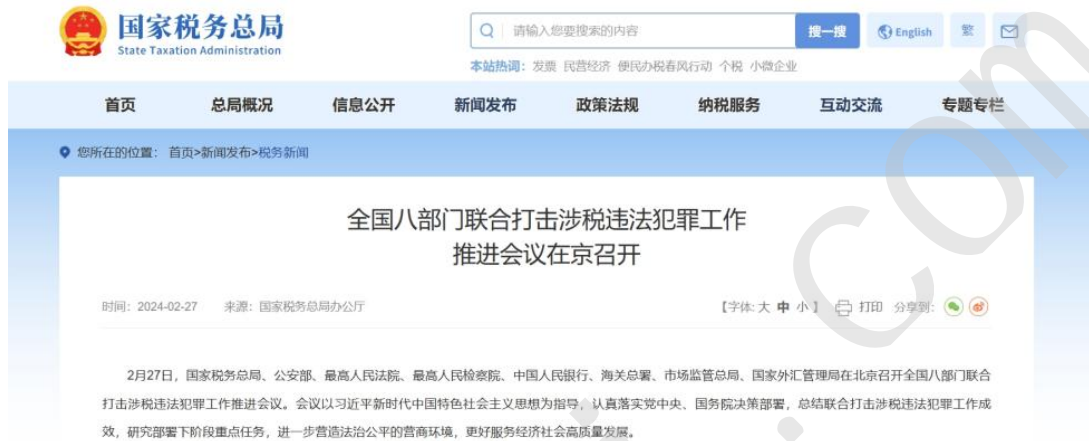 国家税务总局
State Taxation Administration
请输入您要搜索的内容
搜一搜
English
繁
本站热词： 发票 民营经济 便民办税春风行动 个税 小微企业
首页 总局概况 信息公开 新闻发布 政策法规 纳税服务 互动交流 专题专栏
您所在的位置： 首页>新闻发布>税务新闻
全国八部门联合打击涉税违法犯罪工作
推进会议在京召开
时间：2024-02-27 来源：国家税务总局办公厅 【字体:大 中 小】 打印 分享到:
2月27日，国家税务总局、公安部、最高人民法院、最高人民检察院、中国人民银行、海关总署、市场监管总局、国家外汇管理局在北京召开全国八部门联合
打击涉税违法犯罪工作推进会议。会议以习近平新时代中国特色社会主义思想为指导，认真落实党中央、国务院决策部署，总结联合打击涉税违法犯罪工作成
效，研究部署下阶段重点任务，进一步营造法治公平的营商环境，更好服务经济社会高质量发展。
.com